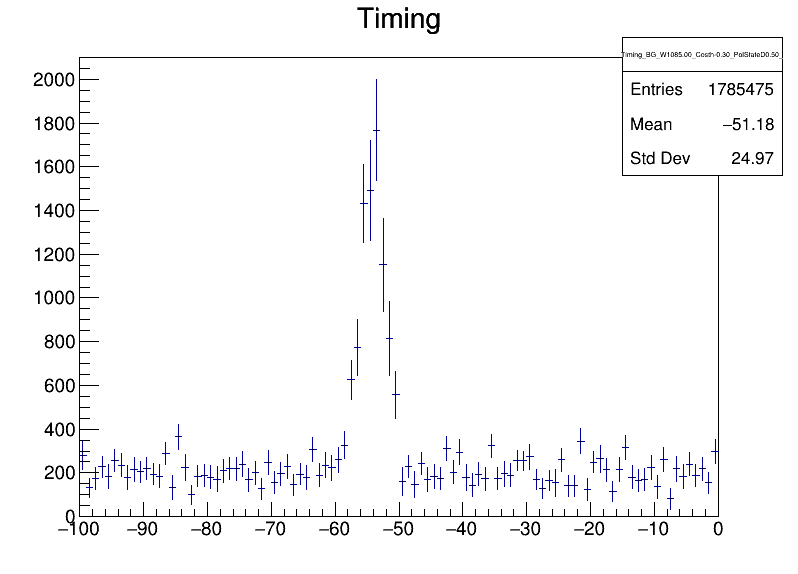 Timing
Timing_BG_W1085.00_Costh-0.30_PolStateD0.50_
Entries 1785475
Mean −51.18
Std Dev 24.97
2000
1800
1600
1400
1200
1000
800
600
400
200
0
−100 −90 −80 −70 −60 −50 −40 −30 −20 −10 0